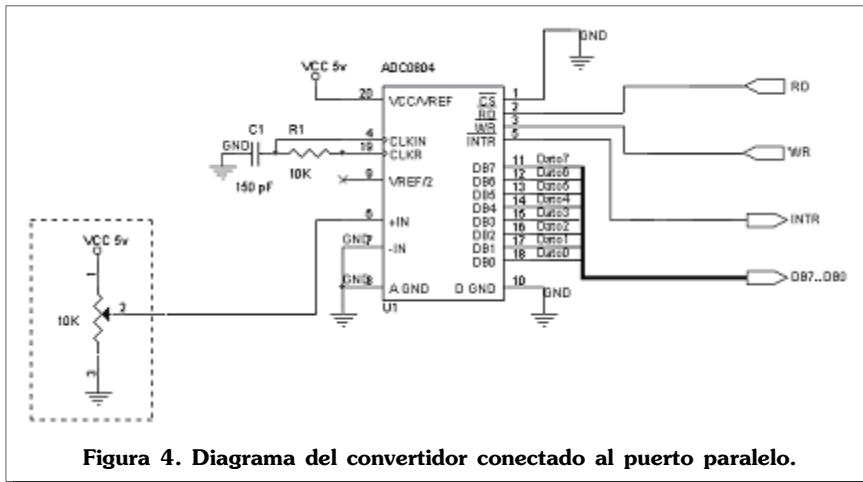 GND
VCC 5v
ADC0804
20
VCC/VREF
CS
1
RD
2
WR
3
INTR
5
RD
WR
INTR
DB7..DB0
C1
R1
GND
150 pF
10K
4
CLKIN
19
CLKR
9
VREF/2
6
+IN
GND
7
-IN
GND
8
A GND
U1
DB7
11
Dato7
DB6
12
Dato6
DB5
13
Dato5
DB4
14
Dato4
DB3
15
Dato3
DB2
16
Dato2
DB1
17
Dato1
DB0
18
Dato0
D GND
10
GND
VCC 5v
1
10K
2
3
Figura 4. Diagrama del convertidor conectado al puerto paralelo.